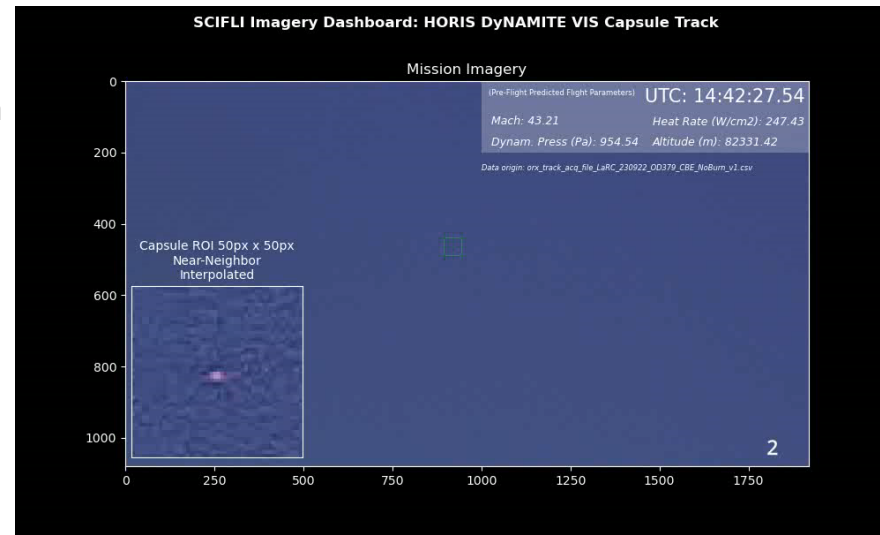 SCIFLI Imagery Dashboard: HORIS DyNAMITE VIS Capsule Track
Mission Imagery
(Pre-Flight Predicted Flight Parameters) UTC: 14:42:27.54
Mach: 43.21 Heat Rate (W/cm2): 247.43
Dynam. Press (Pa): 954.54 Altitude (m): 82331.42
Data origin: orx_track_acq_file_LaRC_230922_OD379_CBE_NoBurn_v1.csv
Capsule ROI 50px x 50px
Near-Neighbor
Interpolated
2
0
200
400
600
800
1000
0 250 500 750 1000 1250 1500 1750